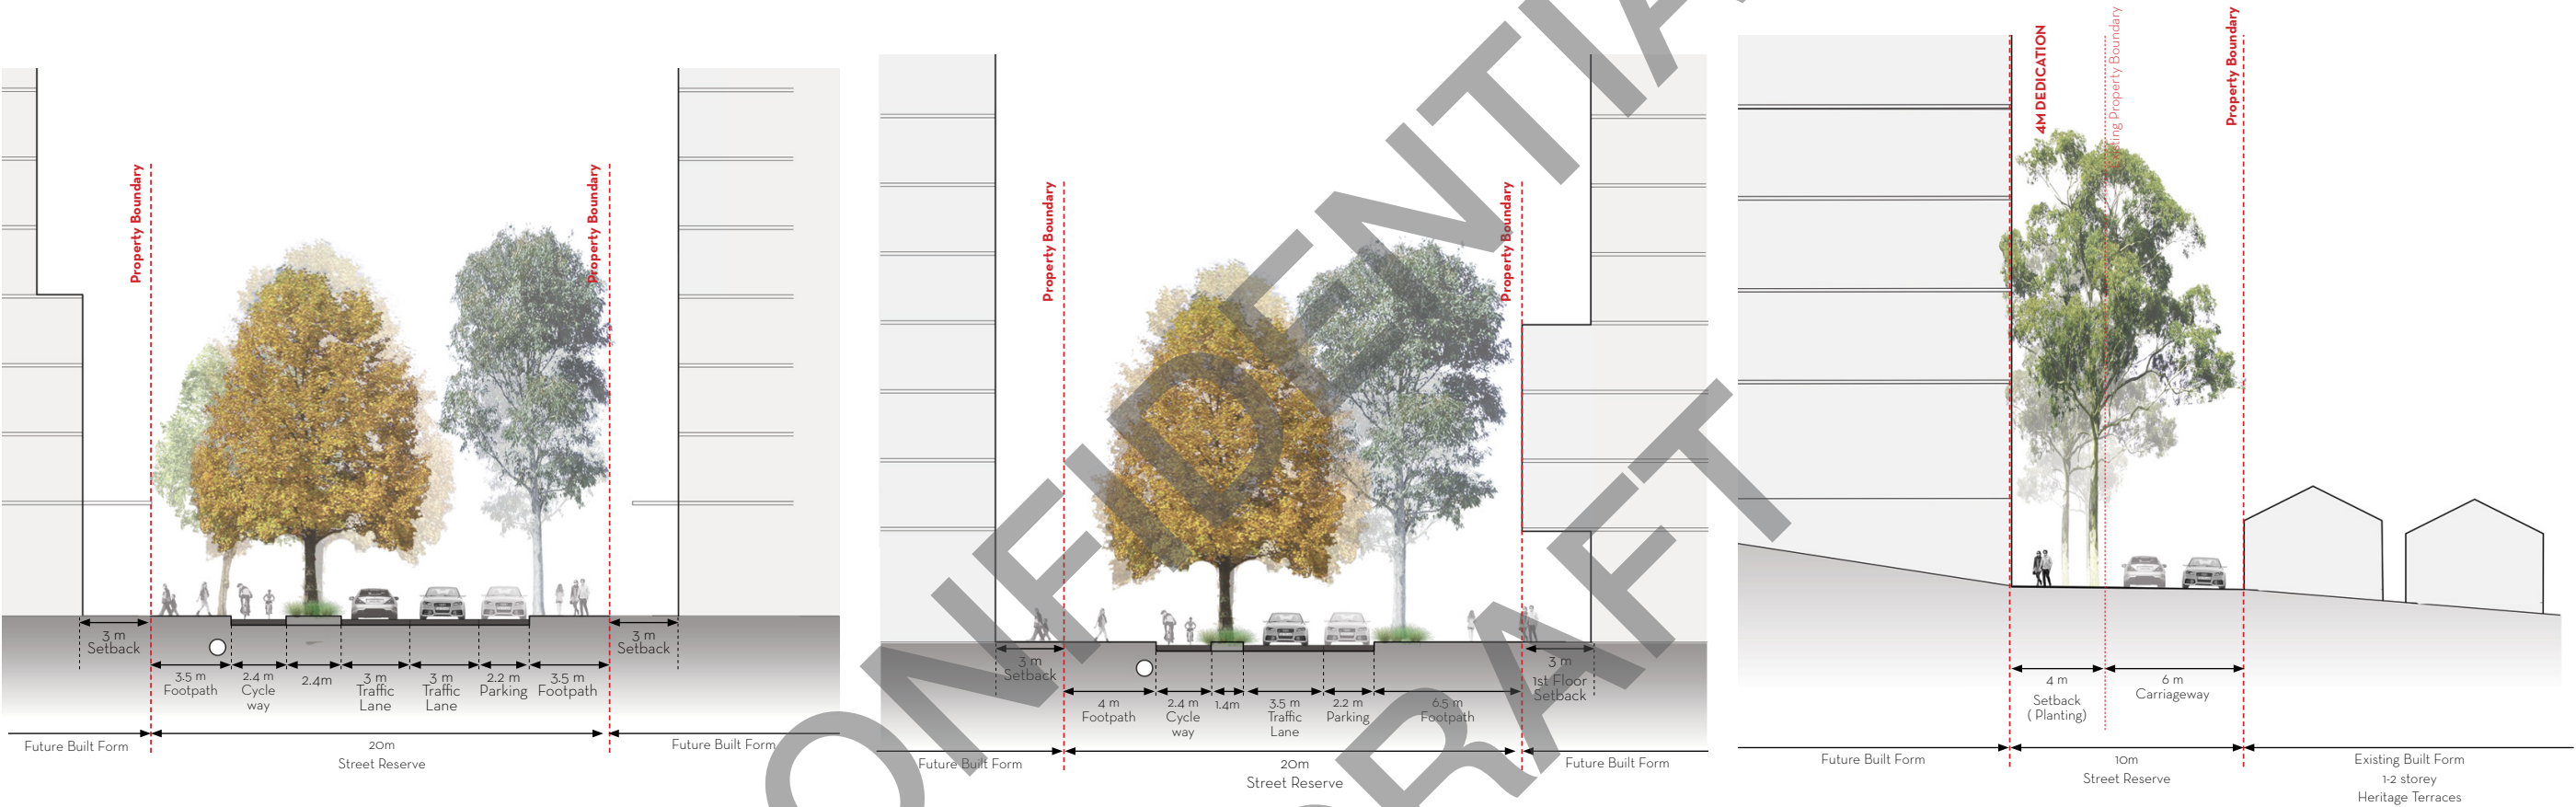 Property Boundary
Property Boundary
3 m
Setback
3 m
Setback
3.5 m
Footpath
2.4 m
Cycle
way
2.4m
3 m
Traffic
Lane
3 m
Traffic
Lane
2.2 m
Parking
3.5 m
Footpath
Future Built Form
20m
Street Reserve
Future Built Form
Property Boundary
Property Boundary
3 m
Setback
3 m
1st Floor
Setback
4 m
Footpath
2.4 m
Cycle
way
1.4m
3.5 m
Traffic
Lane
2.2 m
Parking
6.5 m
Footpath
Future Built Form
20m
Street Reserve
Future Built Form
4M DEDICATION
Existing Property Boundary
Property Boundary
4 m
Setback
( Planting)
6 m
Carriageway
Future Built Form
10m
Street Reserve
Existing Built Form
1-2 storey
Heritage Terraces
ONFIDENTIA
RAFT